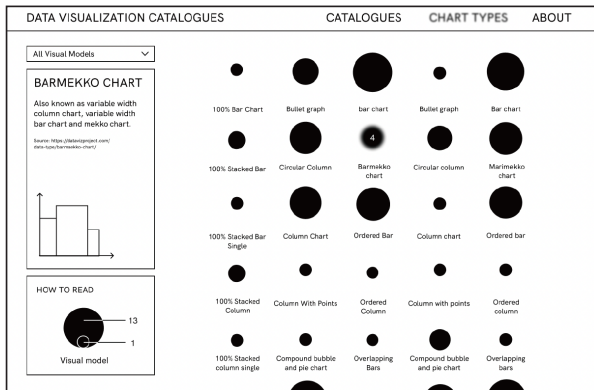 DATA VISUALIZATION CATALOGUES
CATALOGUES
CHART TYPES
ABOUT
All Visual Models
BARMEKKO CHART
Also known as variable width
column chart, variable width
bar chart and mekko chart.
Source: https://datavizproject.com/
data-type/barmekko-chart/
HOW TO READ
13
1
Visual model
100% Bar Chart
Bullet graph
bar chart
Bullet graph
Bar chart
4
100% Stacked Bar
Circular Column
Barmekko
chart
Circular column
Marimekko
chart
100% Stacked Bar
Single
Column Chart
Ordered Bar
Column chart
Ordered bar
100% Stacked
Column
Column With Points
Ordered
Column
Column with points
Ordered
column
100% Stacked
column single
Compound bubble
and pie chart
Overlapping
Bars
Compound bubble
and pie chart
Overlapping
bars